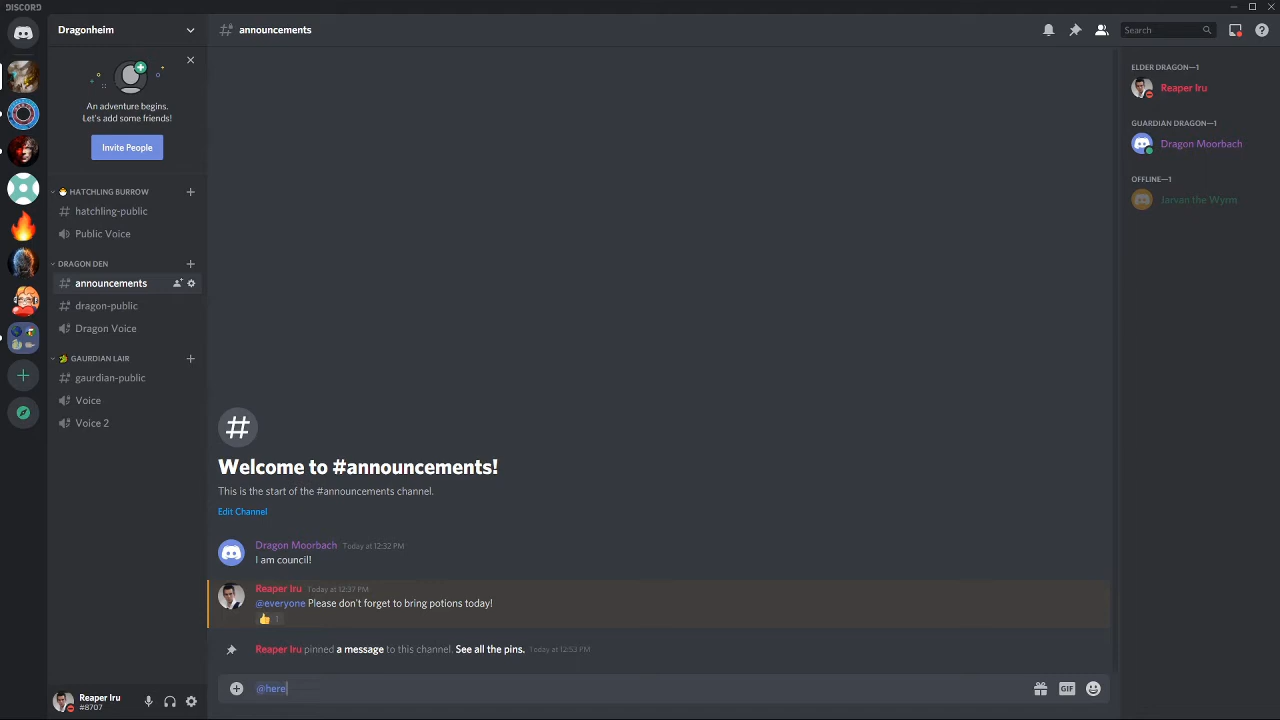 DISCORD
Dragonheim
announcements
Search
An adventure begins.
Let's add some friends!
Invite People
HATCHLING BURROW
hatchling-public
Public Voice
DRAGON DEN
announcements
dragon-public
Dragon Voice
GAURDIAN LAIR
gaurdian-public
Voice
Voice 2
Reaper Iru
#8707
Welcome to #announcements!
This is the start of the #announcements channel.
Edit Channel
Dragon Moorbach Today at 12:32 PM
I am council!
Reaper Iru Today at 12:37 PM
@everyone Please don't forget to bring potions today!
1
Reaper Iru pinned a message to this channel. See all the pins. Today at 12:53 PM
@here
GIF
ELDER DRAGON—1
Reaper Iru
GUARDIAN DRAGON—1
Dragon Moorbach
OFFLINE—1
Jarvan the Wyrm